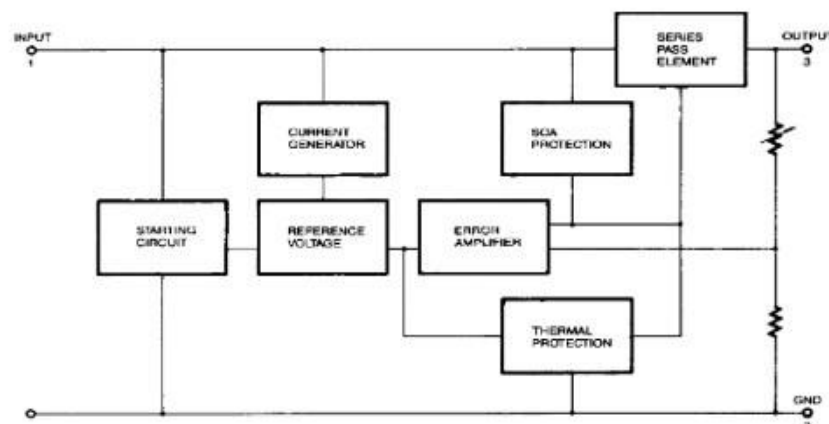 INPUT
1
SERIES
PASS
ELEMENT
OUTPUT
3
CURRENT
GENERATOR
SOA
PROTECTION
STARTING
CIRCUIT
REFERENCE
VOLTAGE
ERROR
AMPLIFIER
THERMAL
PROTECTION
GND